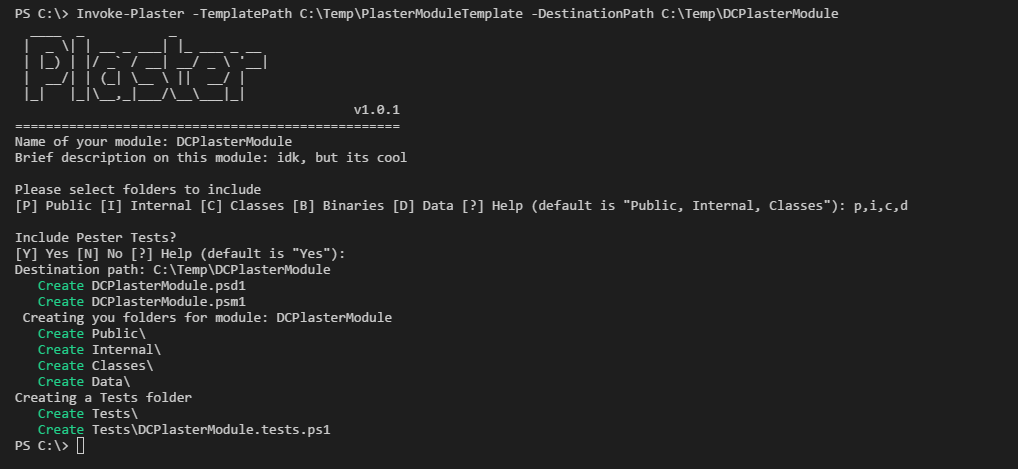 PS C:\> Invoke-Plaster -TemplatePath C:\Temp\PlasterModuleTemplate -DestinationPath C:\Temp\DCPlasterModule
Plaster
v1.0.1
==================================================
Name of your module: DCPlasterModule
Brief description on this module: idk, but its cool
Please select folders to include
[P] Public [I] Internal [C] Classes [B] Binaries [D] Data [?] Help (default is "Public, Internal, Classes"): p,i,c,d
Include Pester Tests?
[Y] Yes [N] No [?] Help (default is "Yes"):
Destination path: C:\Temp\DCPlasterModule
Create DCPlasterModule.psd1
Create DCPlasterModule.psm1
Creating you folders for module: DCPlasterModule
Create Public\
Create Internal\
Create Classes\
Create Data\
Creating a Tests folder
Create Tests\
Create Tests\DCPlasterModule.tests.ps1
PS C:\>